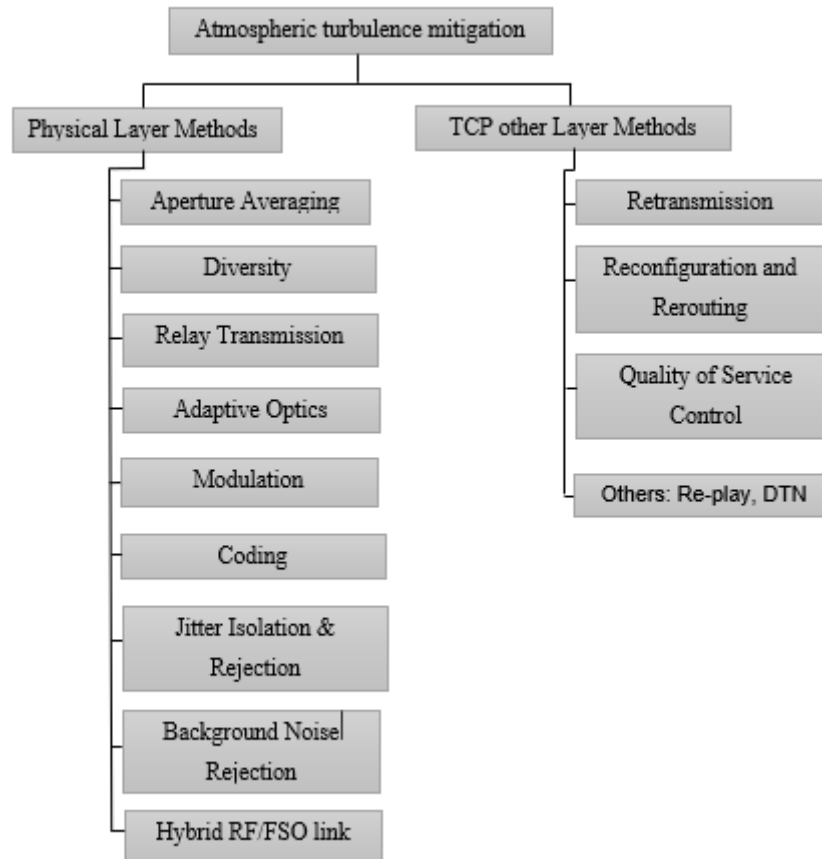 Atmospheric turbulence mitigation
Physical Layer Methods
Aperture Averaging
Diversity
Relay Transmission
Adaptive Optics
Modulation
Coding
Jitter Isolation &
Rejection
Background Noise
Rejection
Hybrid RF/FSO link
TCP other Layer Methods
Retransmission
Reconfiguration and
Rerouting
Quality of Service
Control
Others: Re-play, DTN